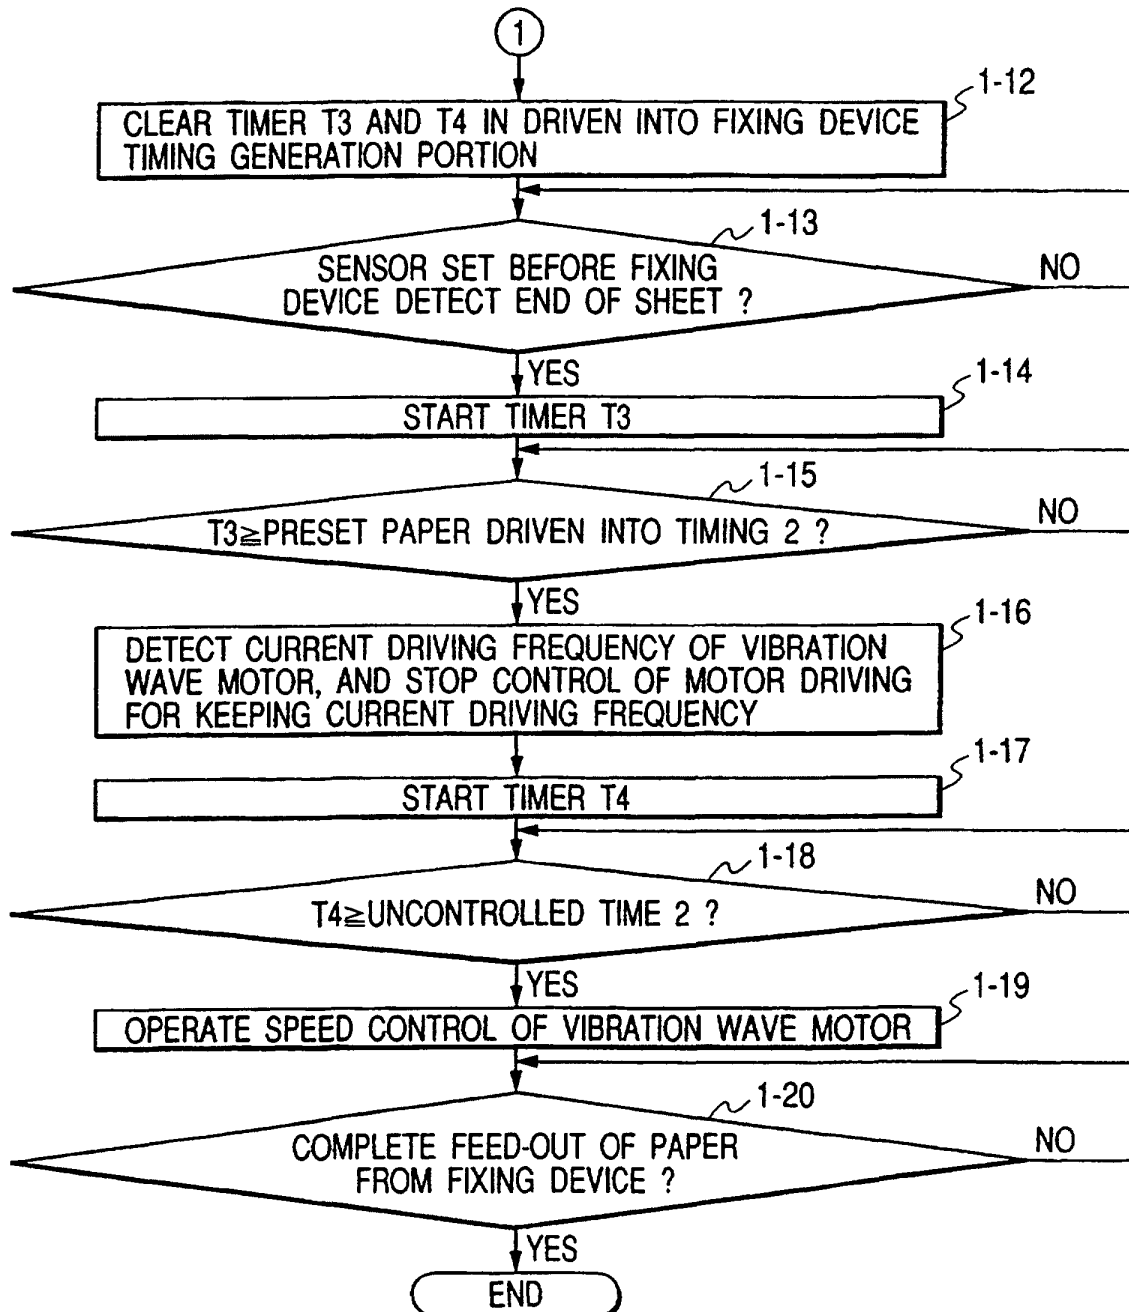 1
1-12
CLEAR TIMER T3 AND T4 IN DRIVEN INTO FIXING DEVICE
TIMING GENERATION PORTION
1-13
SENSOR SET BEFORE FIXING
DEVICE DETECT END OF SHEET ?
NO
YES
1-14
START TIMER T3
1-15
T3≧PRESET PAPER DRIVEN INTO TIMING 2 ?
NO
YES
1-16
DETECT CURRENT DRIVING FREQUENCY OF VIBRATION
WAVE MOTOR, AND STOP CONTROL OF MOTOR DRIVING
FOR KEEPING CURRENT DRIVING FREQUENCY
1-17
START TIMER T4
1-18
T4≧UNCONTROLLED TIME 2 ?
NO
YES
1-19
OPERATE SPEED CONTROL OF VIBRATION WAVE MOTOR
1-20
COMPLETE FEED-OUT OF PAPER
FROM FIXING DEVICE ?
NO
YES
END